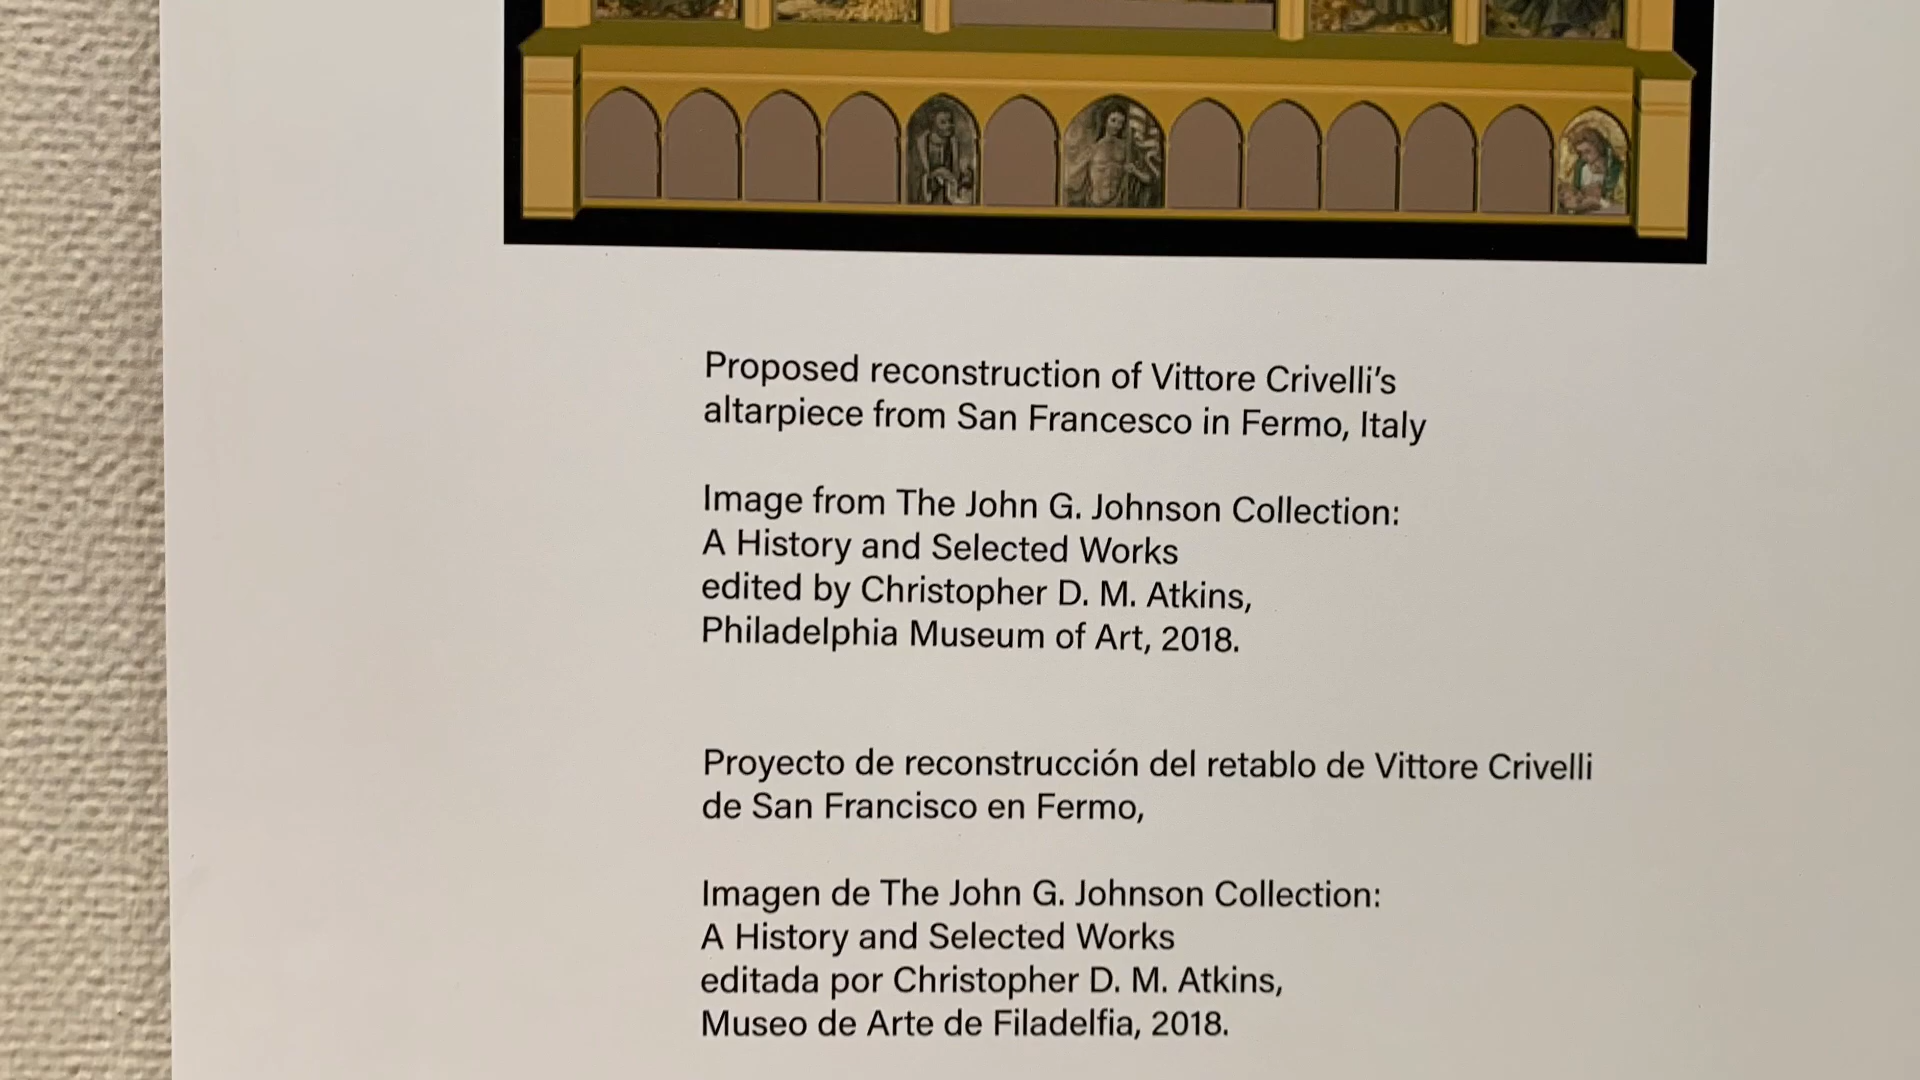 Proposed reconstruction of Vittore Crivelli's
altarpiece from San Francesco in Fermo, Italy
Image from The John G. Johnson Collection:
A History and Selected Works
edited by Christopher D. M. Atkins,
Philadelphia Museum of Art, 2018.
Proyecto de reconstrucción del retablo de Vittore Crivelli
de San Francisco en Fermo,
Imagen de The John G. Johnson Collection:
A History and Selected Works
editada por Christopher D. M. Atkins,
Museo de Arte de Filadelfia, 2018.